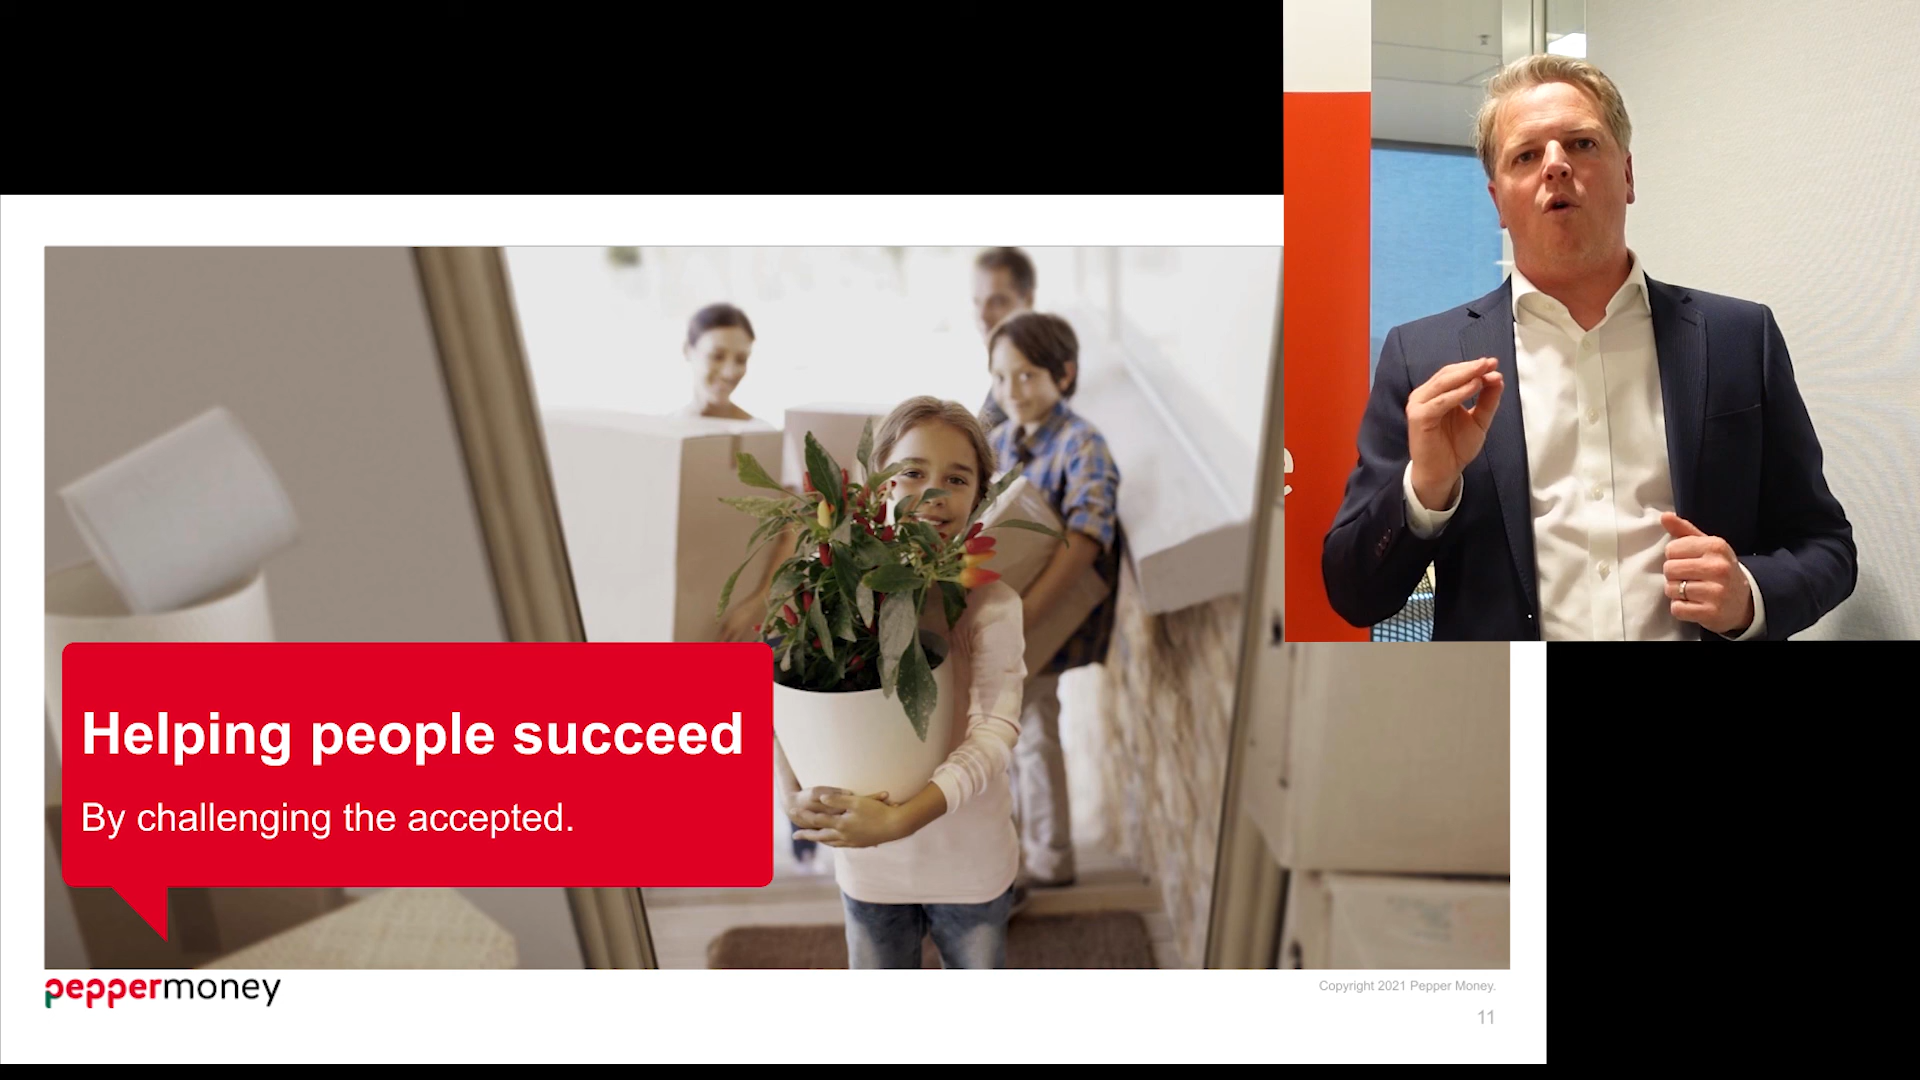 Helping people succeed
By challenging the accepted.
peppermoney
Copyright 2021 Pepper Money.
11
e